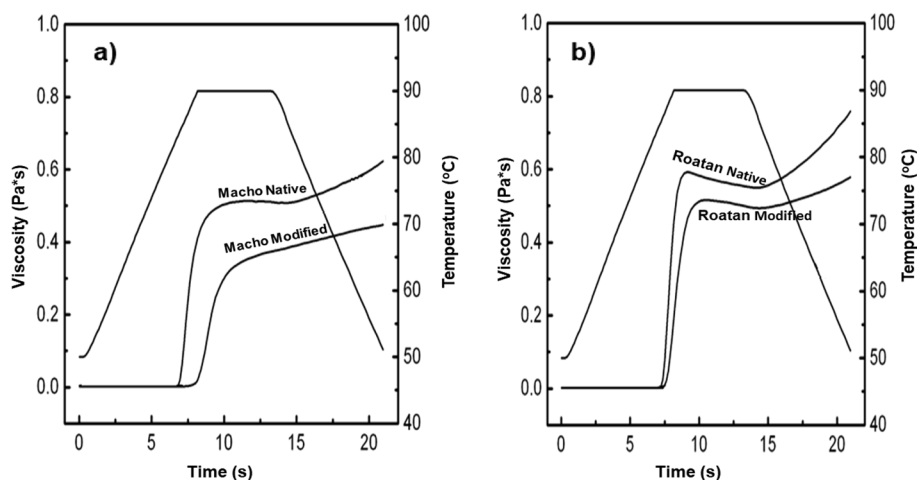 a)
1.0
0.8
0.6
0.4
0.2
0.0
Viscosity (Pa*s)
100
90
80
70
60
50
40
Temperature (ºC)
Macho Native
Macho Modified
0 5 10 15 20
Time (s)
b)
1.0
0.8
0.6
0.4
0.2
0.0
Viscosity (Pa*s)
100
90
80
70
60
50
40
Temperature (ºC)
Roatan Native
Roatan Modified
0 5 10 15 20
Time (s)